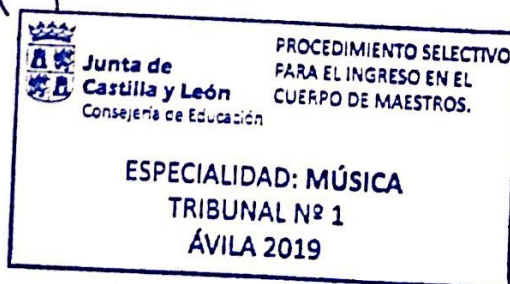 Junta de
Castilla y León
Consejería de Educación
PROCEDIMIENTO SELECTIVO
PARA EL INGRESO EN EL
CUERPO DE MAESTROS.
ESPECIALIDAD: MÚSICA
TRIBUNAL Nº 1
ÁVILA 2019